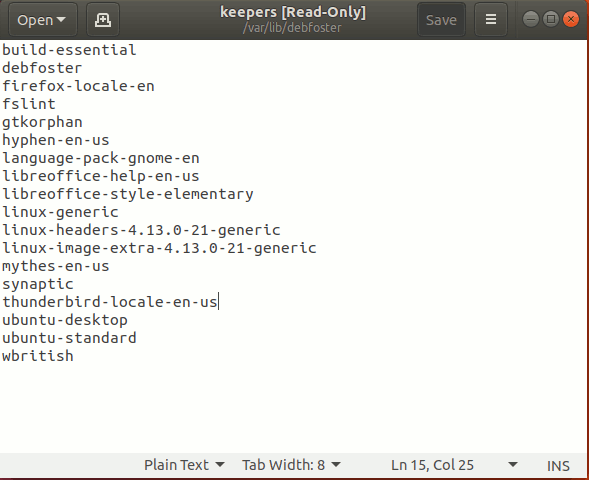 Open
keepers [Read-Only]
/var/lib/debfoster
Save
build-essential
debfoster
firefox-locale-en
fslint
gtkorphan
hyphen-en-us
language-pack-gnome-en
libreoffice-help-en-us
libreoffice-style-elementary
linux-generic
linux-headers-4.13.0-21-generic
linux-image-extra-4.13.0-21-generic
mythes-en-us
synaptic
thunderbird-locale-en-us
ubuntu-desktop
ubuntu-standard
wbritish
Plain Text Tab Width: 8 Ln 15, Col 25 INS